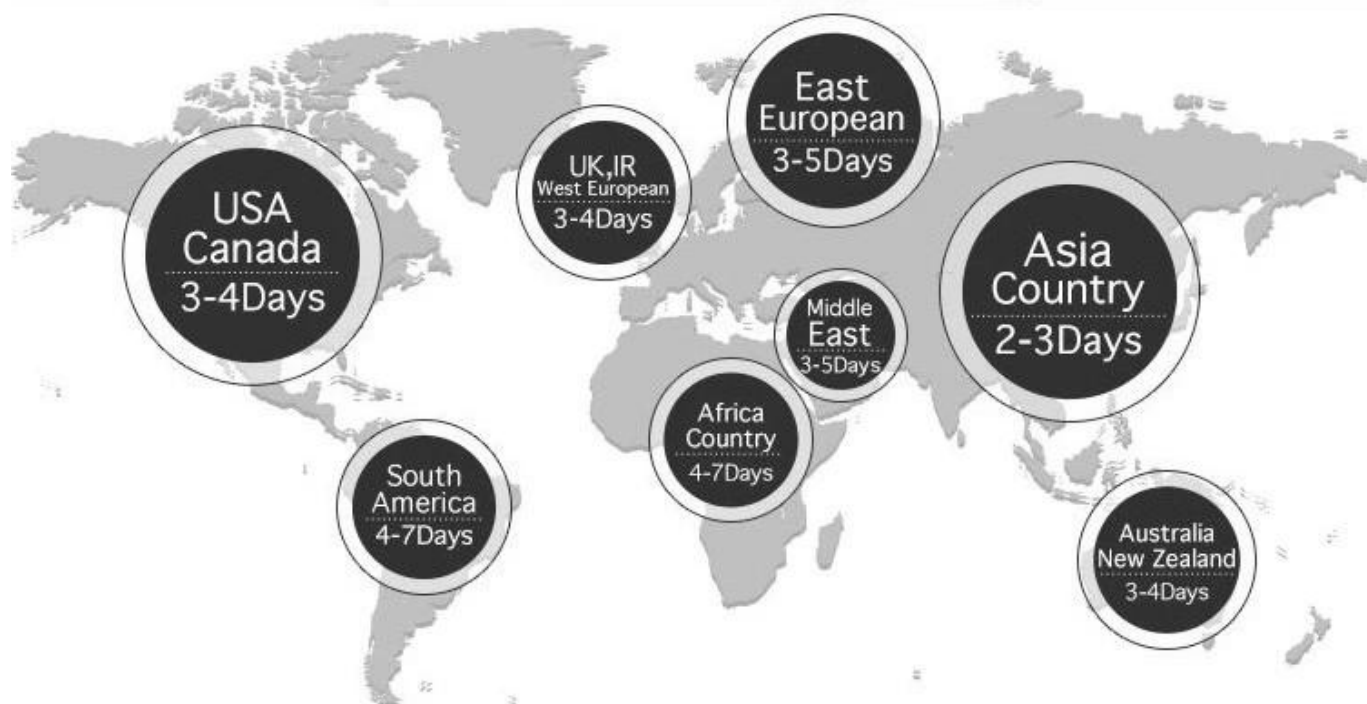 USA
Canada
3-4Days
UK,IR
West European
3-4Days
East
European
3-5Days
Asia
Country
2-3Days
Middle
East
3-5Days
Africa
Country
4-7Days
South
America
4-7Days
Australia
New Zealand
3-4Days